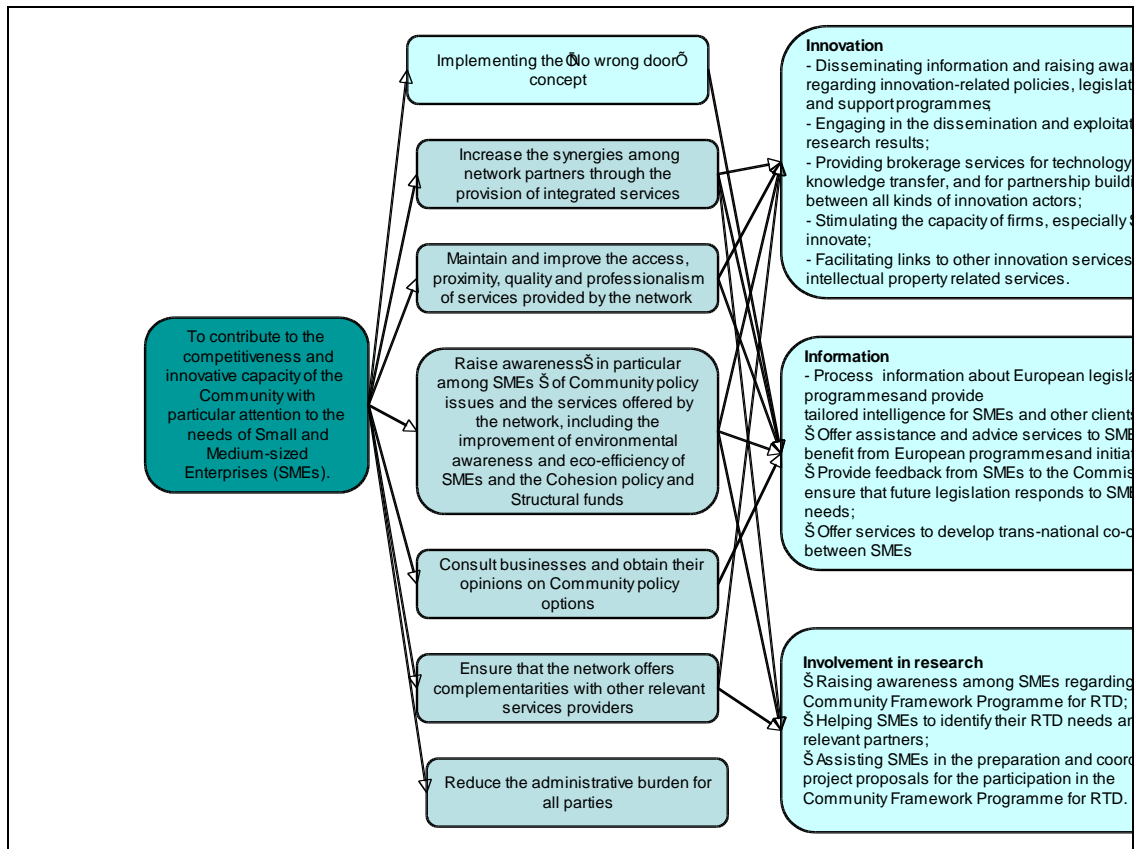 To contribute to the
competitiveness and
innovative capacity of the
Community with
particular attention to the
needs of Small and
Medium-sized
Enterprises (SMEs).
Implementing the ÔNo wrong doorÕ
concept
Increase the synergies among
network partners through the
provision of integrated services
Maintain and improve the access,
proximity, quality and professionalism
of services provided by the network
Raise awarenessŠ in particular
among SMEs Š of Community policy
issues and the services offered by
the network, including the
improvement of environmental
awareness and eco-efficiency of
SMEs and the Cohesion policy and
Structural funds
Consult businesses and obtain their
opinions on Community policy
options
Ensure that the network offers
complementarities with other relevant
services providers
Reduce the administrative burden for
all parties
Innovation
- Disseminating information and raising awar
regarding innovation-related policies, legislat
and support programmes;
- Engaging in the dissemination and exploitat
research results;
- Providing brokerage services for technology
knowledge transfer, and for partnership buildi
between all kinds of innovation actors;
- Stimulating the capacity of firms, especially
innovate;
- Facilitating links to other innovation services
intellectual property related services.
Information
- Process information about European legisla
programmesand provide
tailored intelligence for SMEs and other clients
Š Offer assistance and advice services to SME
benefit from European programmes and initiat
Š Provide feedback from SMEs to the Commis
ensure that future legislation responds to SME
needs;
Š Offer services to develop trans-national co-o
between SMEs
Involvement in research
Š Raising awareness among SMEs regarding
Community Framework Programme for RTD;
Š Helping SMEs to identify their RTD needs an
relevant partners;
Š Assisting SMEs in the preparation and coord
project proposals for the participation in the
Community Framework Programme for RTD.